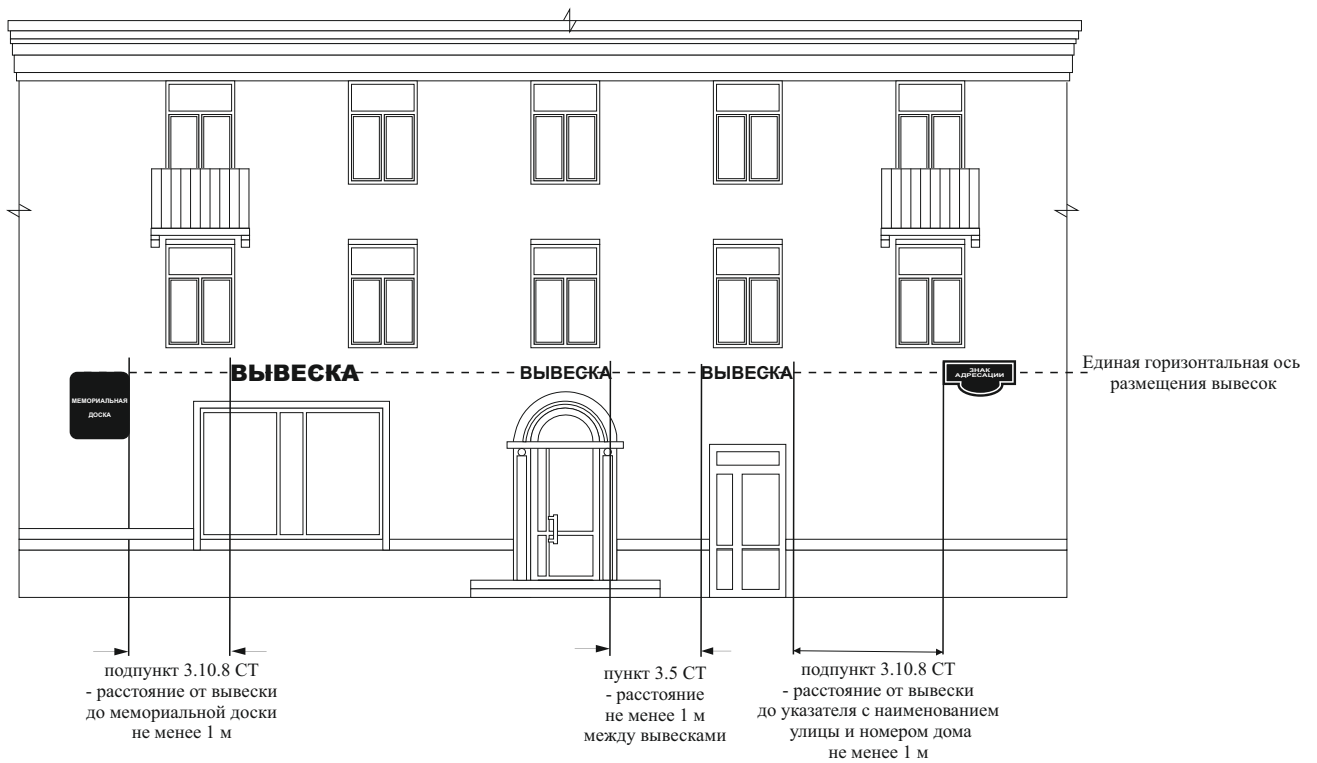 ВЫВЕСКА
ВЫВЕСКА
ВЫВЕСКА
ЗНАК
АДРЕСАЦИИ
Единая горизонтальная ось
размещения вывесок
МЕМОРИАЛЬНАЯ
ДОСКА
подпункт 3.10.8 СТ
- расстояние от вывески
до мемориальной доски
не менее 1 м
пункт 3.5 СТ
- расстояние
не менее 1 м
между вывесками
подпункт 3.10.8 СТ
- расстояние от вывески
до указателя с наименованием
улицы и номером дома
не менее 1 м